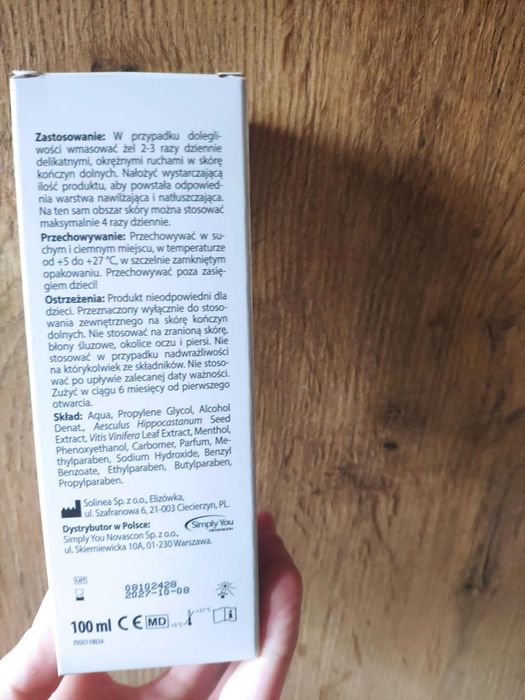 Zastosowanie: W przypadku dolegli-
wości wmasować żel 2-3 razy dziennie
delikatnymi, okrężnymi ruchami w skórę
kończyn dolnych. Nałożyć wystarczającą
ilość produktu, aby powstała odpowied-
nia warstwa nawilżająca i natłuszczająca.
Na ten sam obszar skóry można stosować
maksymalnie 4 razy dziennie.
Przechowywanie: Przechowywać w su-
chym i ciemnym miejscu, w temperaturze
od +5 do +27 °C, w szczelnie zamkniętym
opakowaniu. Przechowywać poza zasię-
giem dzieci!
Ostrzeżenia: Produkt nieodpowiedni dla
dzieci. Przeznaczony wyłącznie do stoso-
wania zewnętrznego na skórę kończyn
dolnych. Nie stosować na zranioną skórę,
błony śluzowe, okolice oczu i piersi. Nie
stosować w przypadku nadwrażliwości
na którykolwiek ze składników. Nie stoso-
wać po upływie zalecanej daty ważności.
Zużyć w ciągu 6 miesięcy od pierwszego
otwarcia.
Skład: Aqua, Propylene Glycol, Alcohol
Denat., Aesculus Hippocastanum Seed
Extract, Vitis Vinifera Leaf Extract, Menthol,
Phenoxyethanol, Carbomer, Parfum, Me-
thylparaben, Sodium Hydroxide, Benzyl
Benzoate, Ethylparaben, Butylparaben,
Propylparaben.
Solinea Sp. z o.o., Elizówka,
ul. Szafranowa 6, 21-003 Ciecierzyn, PL
Dystrybutor w Polsce:
Simply You Novascon Sp. z o.o.,
ul. Skierniewicka 10A, 01-230 Warszawa.
Simply You
NOVASCON
LOT 08102428
2027-10-08
100 ml CE MD +5°C +27°C i
7050110034